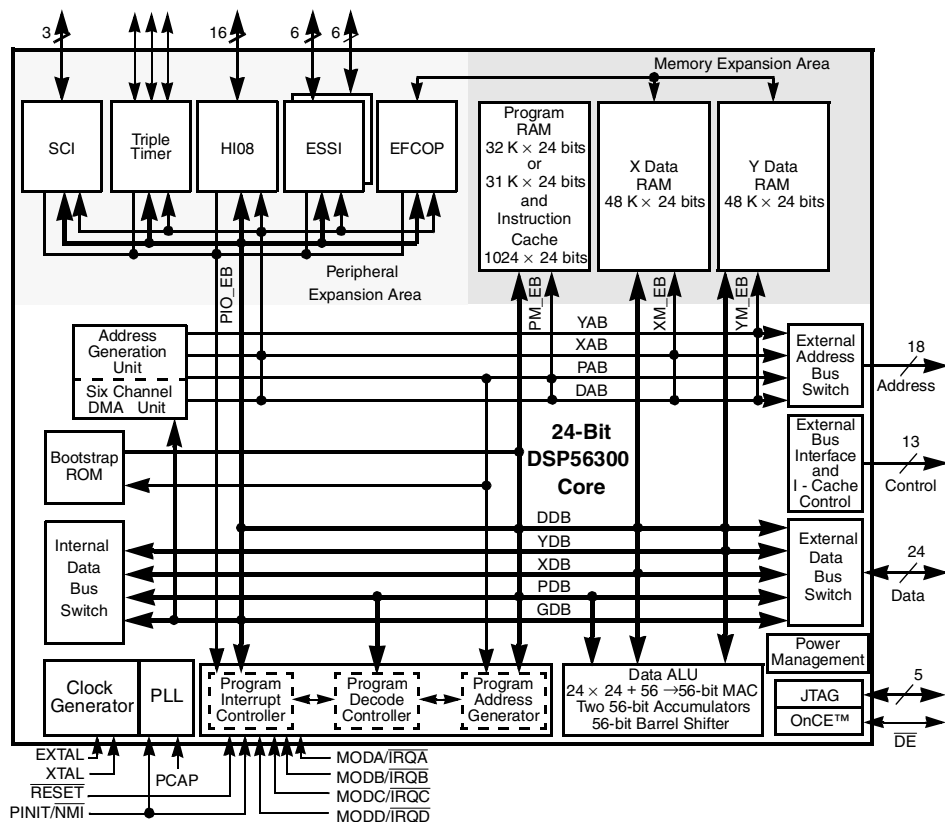 3
16
6
6
Memory Expansion Area
SCI
Triple
Timer
HI08
ESSI
EFCOP
Program
RAM
32 K × 24 bits
or
31 K × 24 bits
and
Instruction
Cache
1024 × 24 bits
X Data
RAM
48 K × 24 bits
Y Data
RAM
48 K × 24 bits
Peripheral
Expansion Area
PIO_EB
PM_EB
XM_EB
YM_EB
Address
Generation
Unit
Six Channel
DMA Unit
YAB
XAB
PAB
DAB
External
Address
Bus
Switch
18
Address
Bootstrap
ROM
24-Bit
DSP56300
Core
External
Bus
Interface
and
I - Cache
Control
13
Control
Internal
Data
Bus
Switch
DDB
YDB
XDB
PDB
GDB
External
Data
Bus
Switch
24
Data
Power
Management
Clock
Generator
PLL
Program
Interrupt
Controller
Program
Decode
Controller
Program
Address
Generator
Data ALU
24 × 24 + 56 →56-bit MAC
Two 56-bit Accumulators
56-bit Barrel Shifter
JTAG
OnCE™
5
DE
EXTAL
XTAL
RESET
PINIT/NMI
PCAP
MODA/IRQA
MODB/IRQB
MODC/IRQC
MODD/IRQD